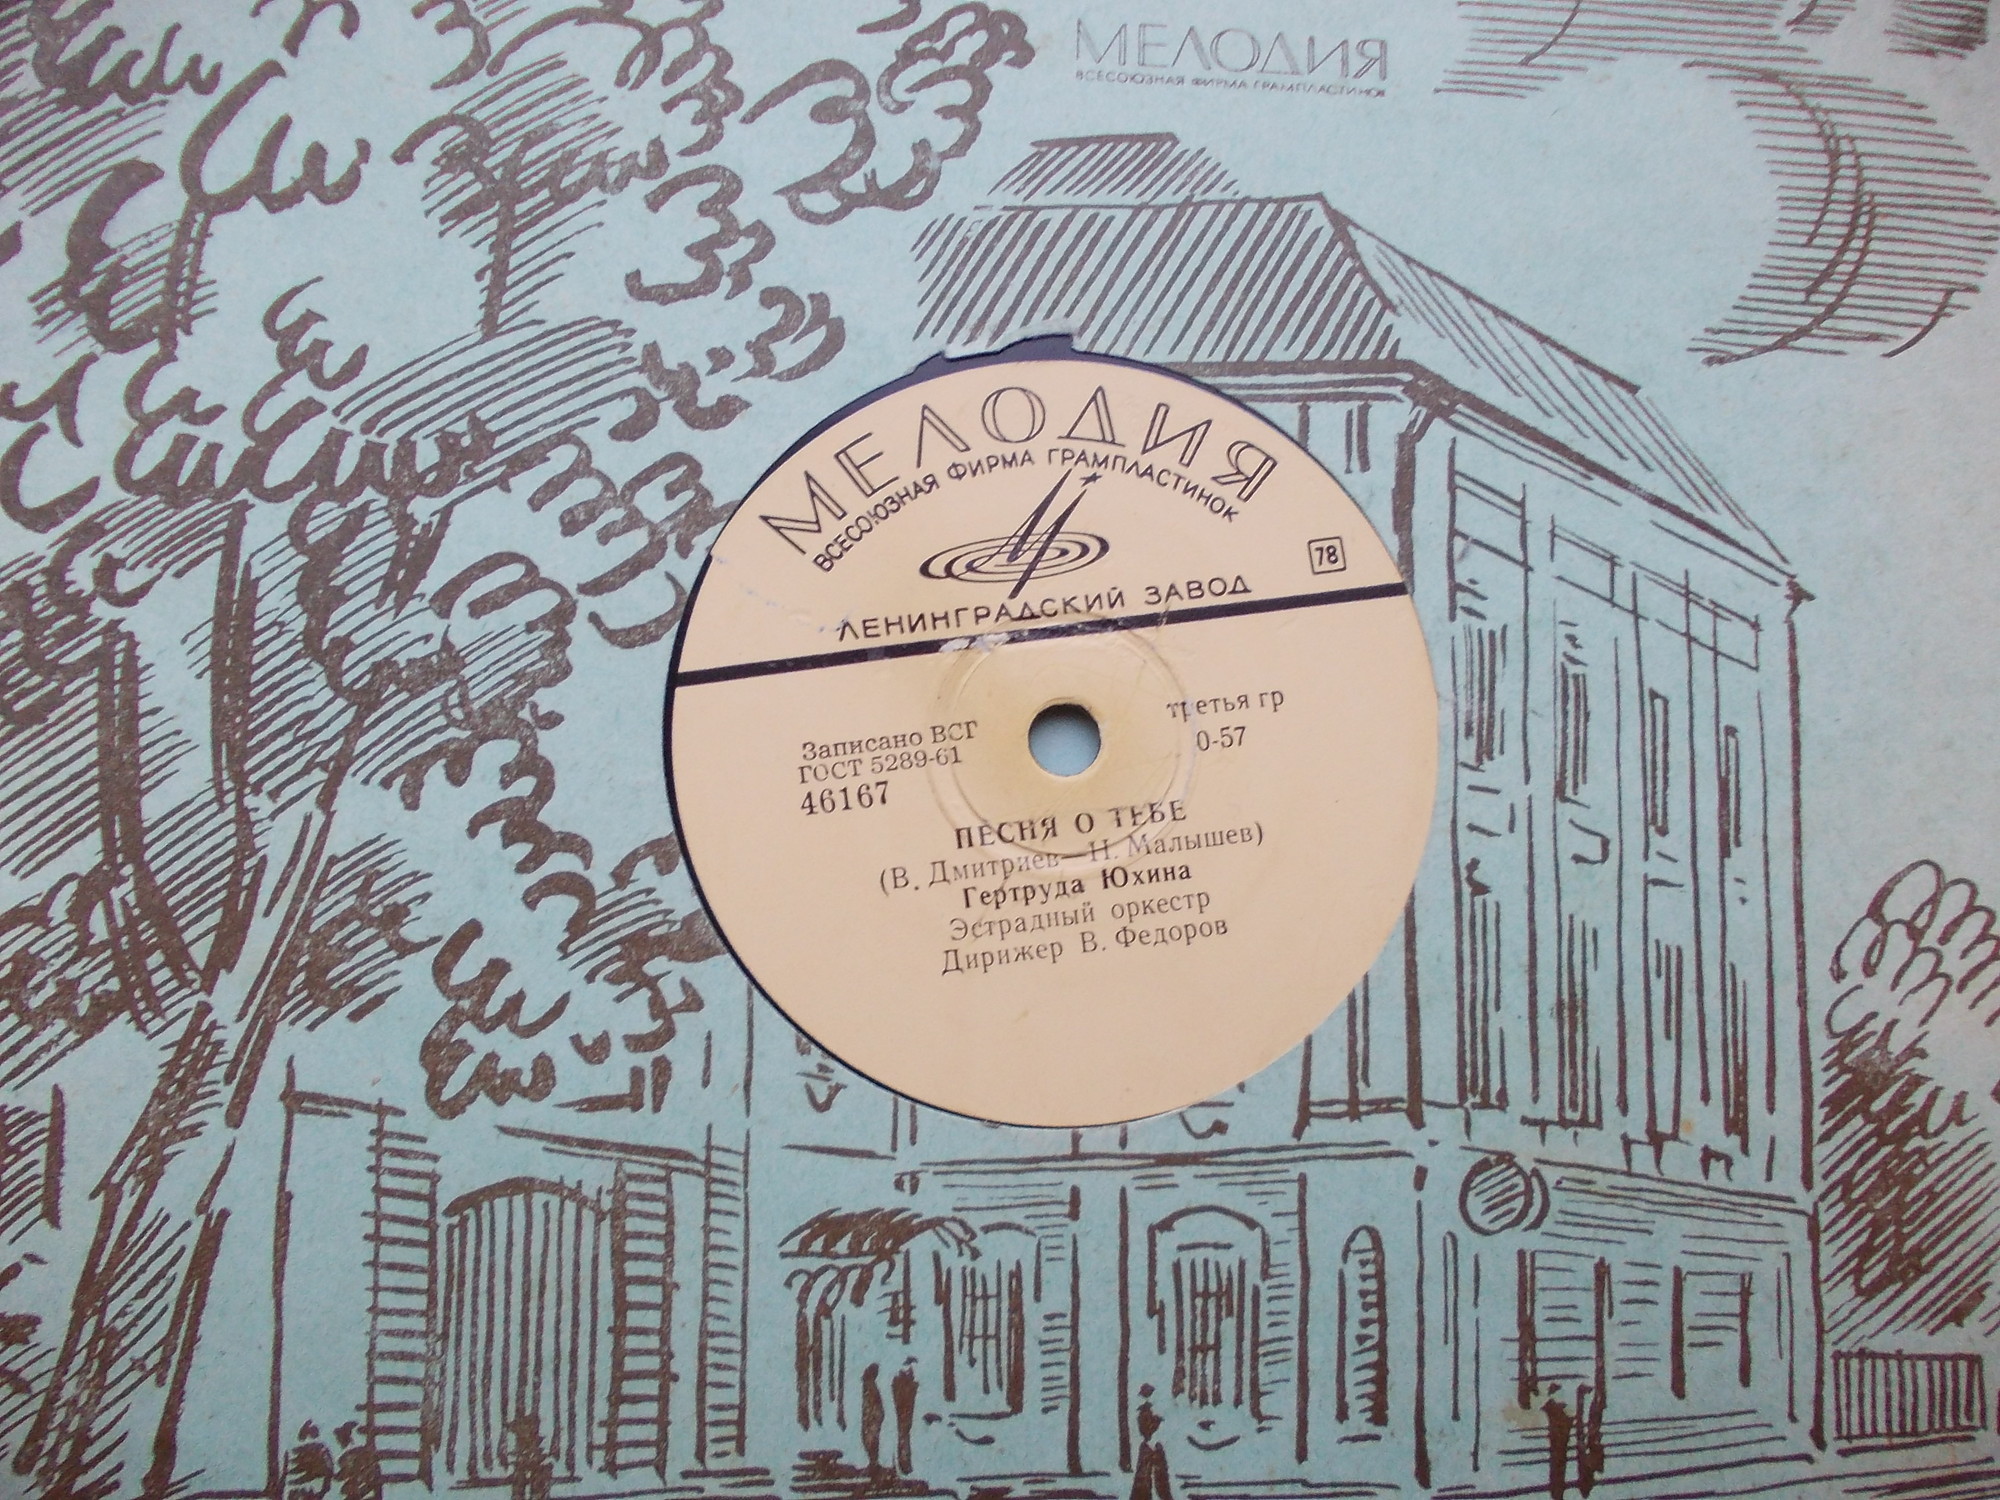 МЕЛОДИЯ
ВСЕСОЮЗНАЯ ФИРМА ГРАМПЛАСТИНОК
МЕЛОДИЯ
ВСЕСОЮЗНАЯ ФИРМА ГРАМПЛАСТИНОК
78
ЛЕНИНГРАДСКИЙ ЗАВОД
Записано ВСГ
третья гр
ГОСТ 5289-61
0-57
46167
ПЕСНЯ О ТЕБЕ
(В. Дмитриев—Н. Малышев)
Гертруда Юхина
Эстрадный оркестр
Дирижер В. Федоров